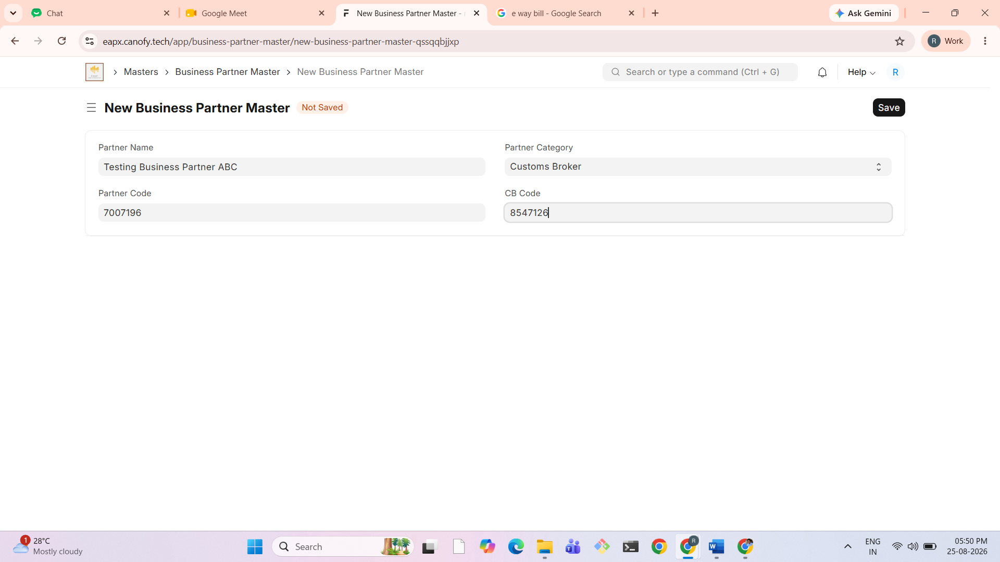 Chat
Google Meet
New Business Partner Master -
e way bill - Google Search
Ask Gemini
eapx.canofy.tech/app/business-partner-master/new-business-partner-master-qssqqbjjxp
R Work
Masters
Business Partner Master
New Business Partner Master
Search or type a command (Ctrl + G)
Help
R
New Business Partner Master
Not Saved
Save
Partner Name
Testing Business Partner ABC
Partner Category
Customs Broker
Partner Code
7007196
CB Code
8547126
1
28°C
Mostly cloudy
Search
R
ENG
IN
05:50 PM
25-08-2026